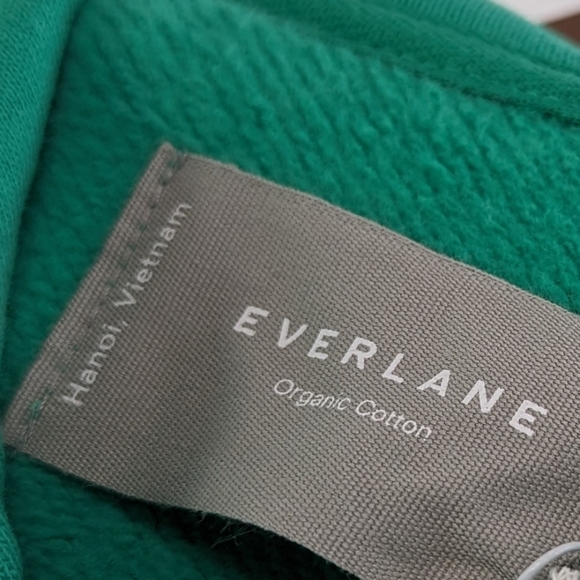 Hanoi, Vietnam
EVERLANE
Organic Cotton